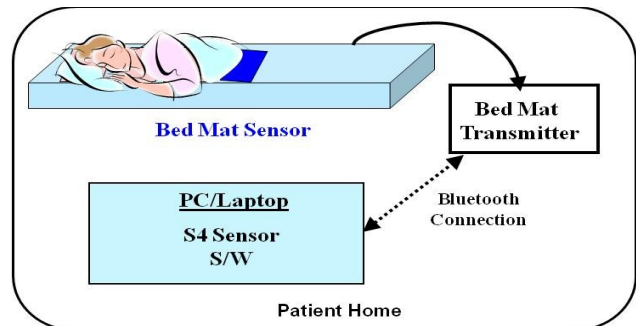 Bed Mat Sensor
Bed Mat
Transmitter
PC/Laptop
S4 Sensor
S/W
Bluetooth
Connection
Patient Home